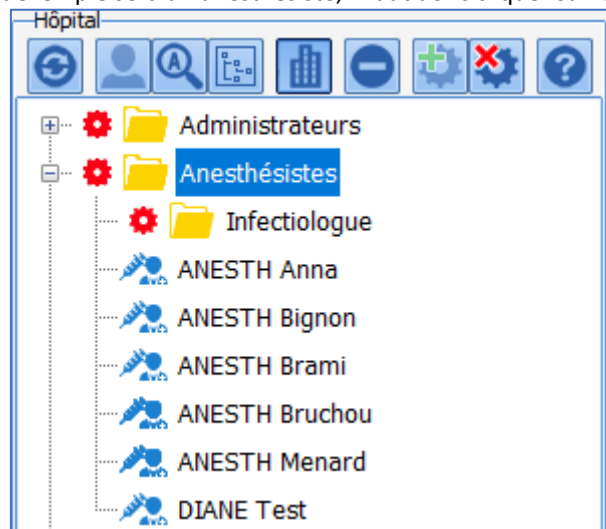 Hôpital
A
Administrateurs
Anesthésistes
Infectiologue
ANESTH Anna
ANESTH Bignon
ANESTH Brami
ANESTH Bruchou
ANESTH Menard
DIANE Test